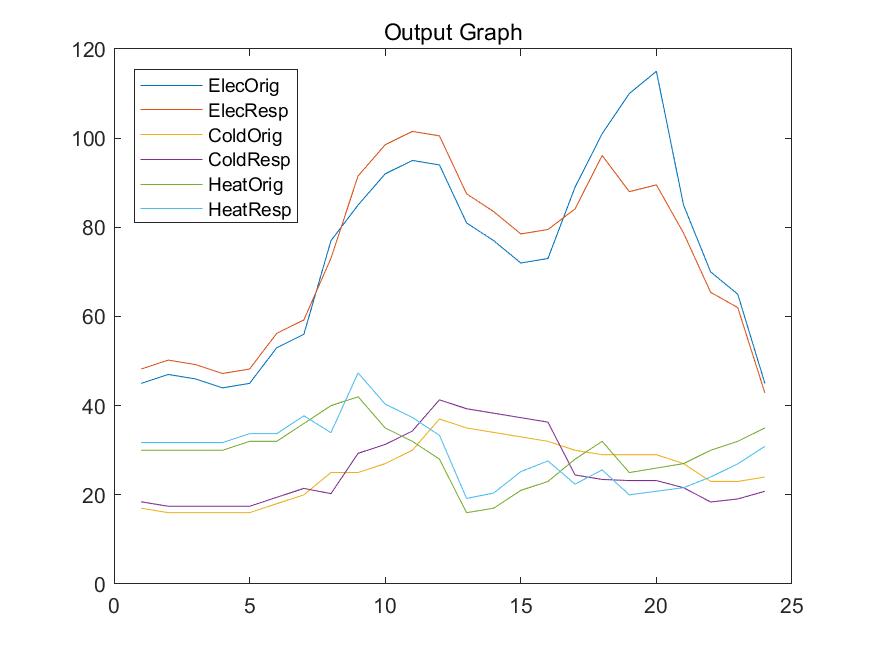 Output Graph
120
100
80
60
40
20
0
ElecOrig
ElecResp
ColdOrig
ColdResp
HeatOrig
HeatResp
0 5 10 15 20 25